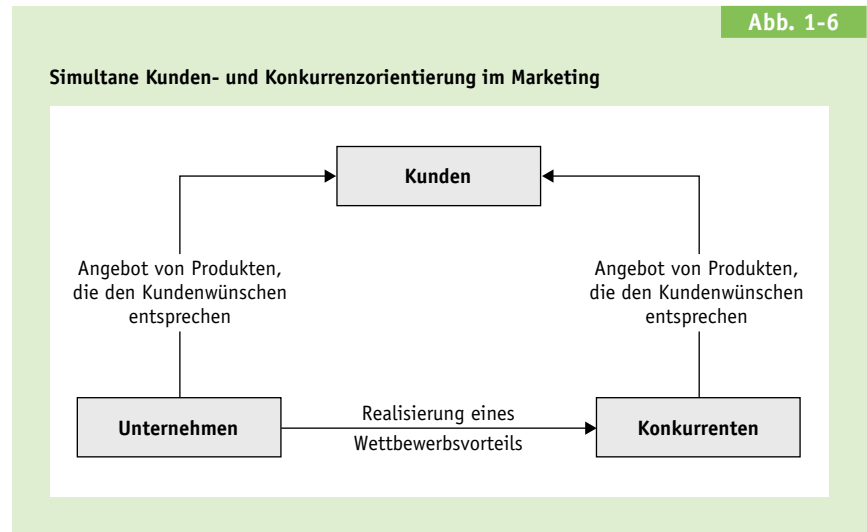 Abb. 1-6
Simultane Kunden- und Konkurrenzorientierung im Marketing
Kunden
Angebot von Produkten,
die den Kundenwünschen
entsprechen
Angebot von Produkten,
die den Kundenwünschen
entsprechen
Unternehmen
Realisierung eines
Wettbewerbsvorteils
Konkurrenten